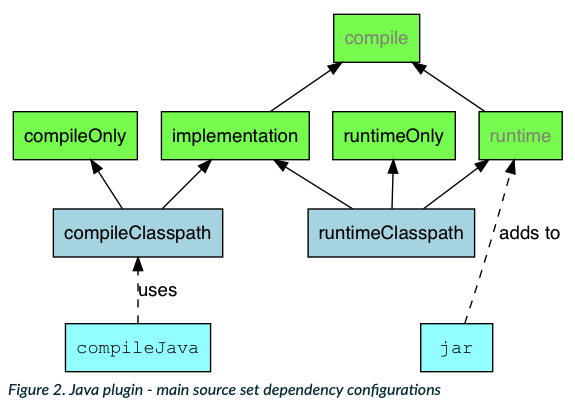 compile
compileOnly
implementation
runtimeOnly
runtime
compileClasspath
runtimeClasspath
adds to
uses
compileJava
jar
Figure 2. Java plugin - main source set dependency configurations